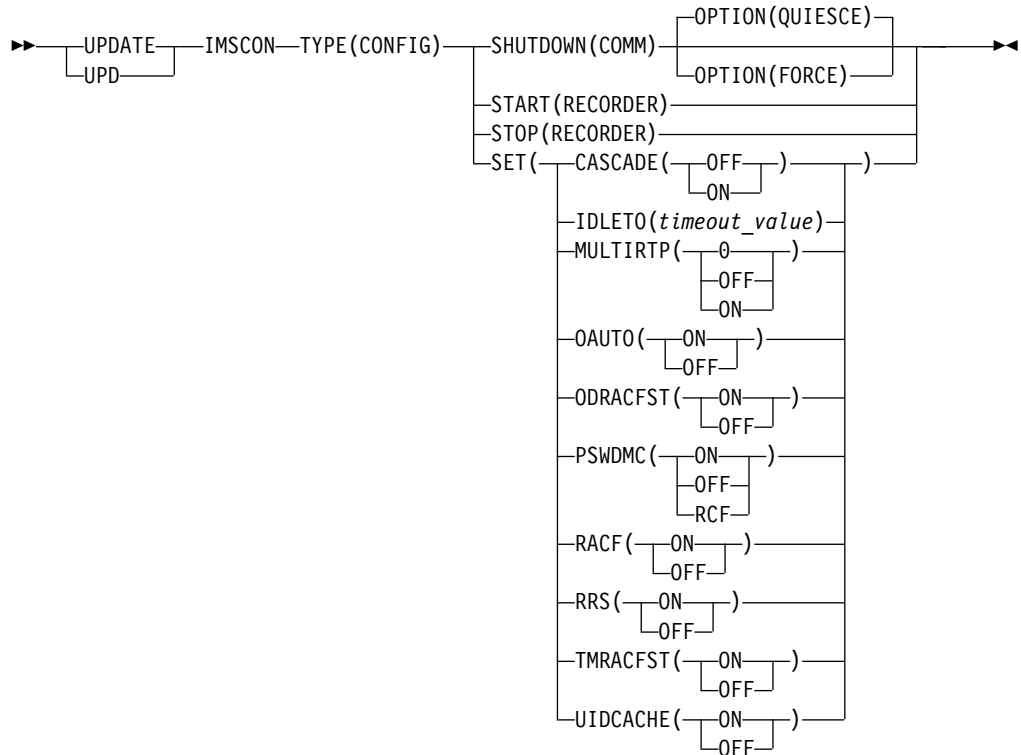 OPTION(QUIESCE)
UPDATE IMSCON TYPE(CONFIG) SHUTDOWN(COMM)
UPD OPTION(FORCE)
START(RECORDER)
STOP(RECORDER)
SET( CASCADE( OFF ) )
ON
IDLETO(timeout_value)
MULTIRTP( 0 )
OFF
ON
OAUTO( ON )
OFF
ODRACFST( ON )
OFF
PSWDMC( ON )
OFF
RCF
RACF( ON )
OFF
RRS( ON )
OFF
TMRACFST( ON )
OFF
UIDCACHE( ON )
OFF